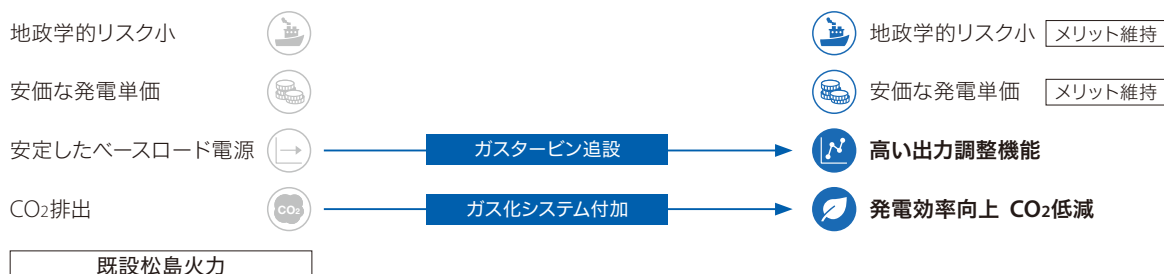 地政学的リスク小
地政学的リスク小 メリット維持
安価な発電単価
安価な発電単価 メリット維持
安定したベースロード電源 ガスタービン追設 高い出力調整機能
CO2排出 CO2 ガス化システム付加 発電効率向上 CO2低減
既設松島火力